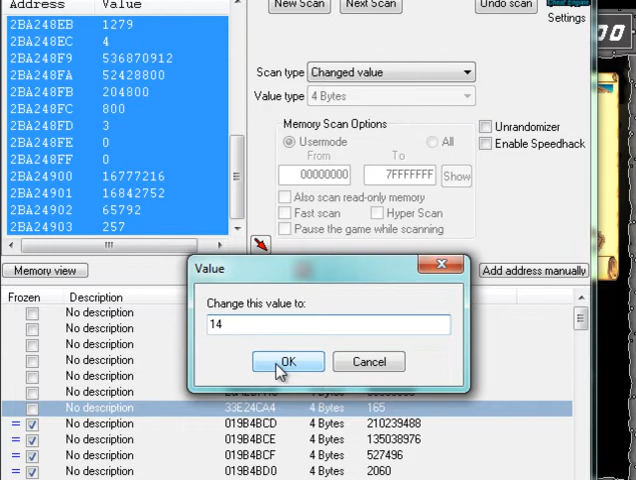 Address Value
2BA248EB 1279
2BA248EC 4
2BA248F9 536870912
2BA248FA 52428800
2BA248FB 204800
2BA248FC 800
2BA248FD 3
2BA248FE 0
2BA248FF 0
2BA24900 16777216
2BA24901 16842752
2BA24902 65792
2BA24903 257
New Scan Next Scan Undo scan
Settings
Scan type Changed value
Value type 4 Bytes
Memory Scan Options
Usermode All
From To
00000000 7FFFFFFF Show
Also scan read-only memory
Fast scan Hyper Scan
Pause the game while scanning
Unrandomizer
Enable Speedhack
00
Memory view Add address manually
Value
Change this value to:
14
OK Cancel
Frozen Description
No description
No description
No description
No description
No description
No description
No description 33E24CA4 4 Bytes 165
= No description 019B4BCD 4 Bytes 210239488
= No description 019B4BCE 4 Bytes 135038976
= No description 019B4BCF 4 Bytes 527496
= No description 019B4BD0 4 Bytes 2060